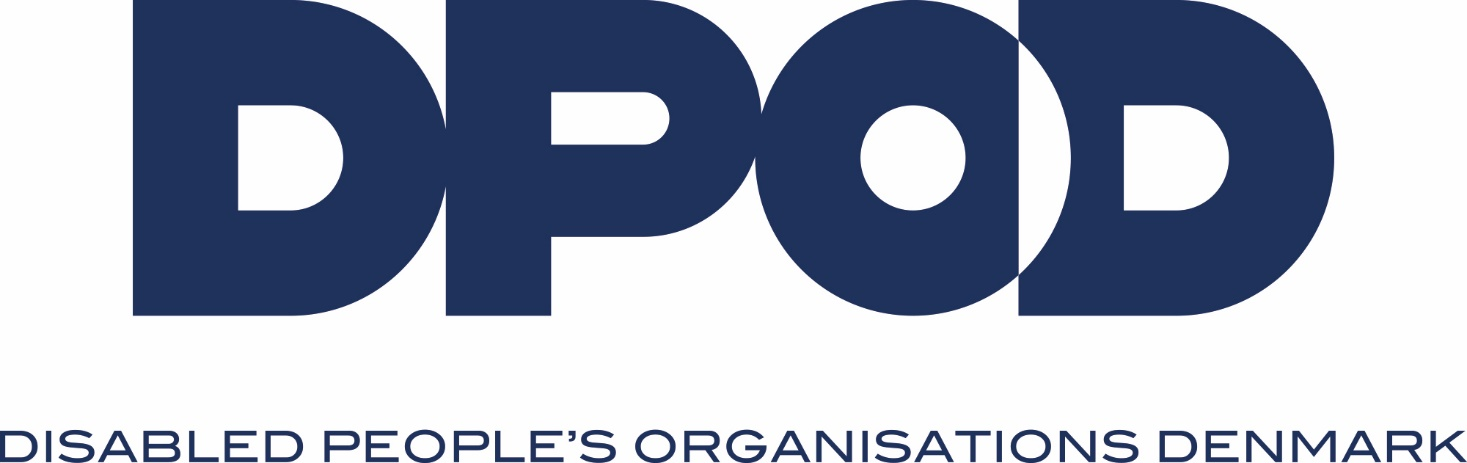 DPOD
DISABLED PEOPLE’S ORGANISATIONS DENMARK